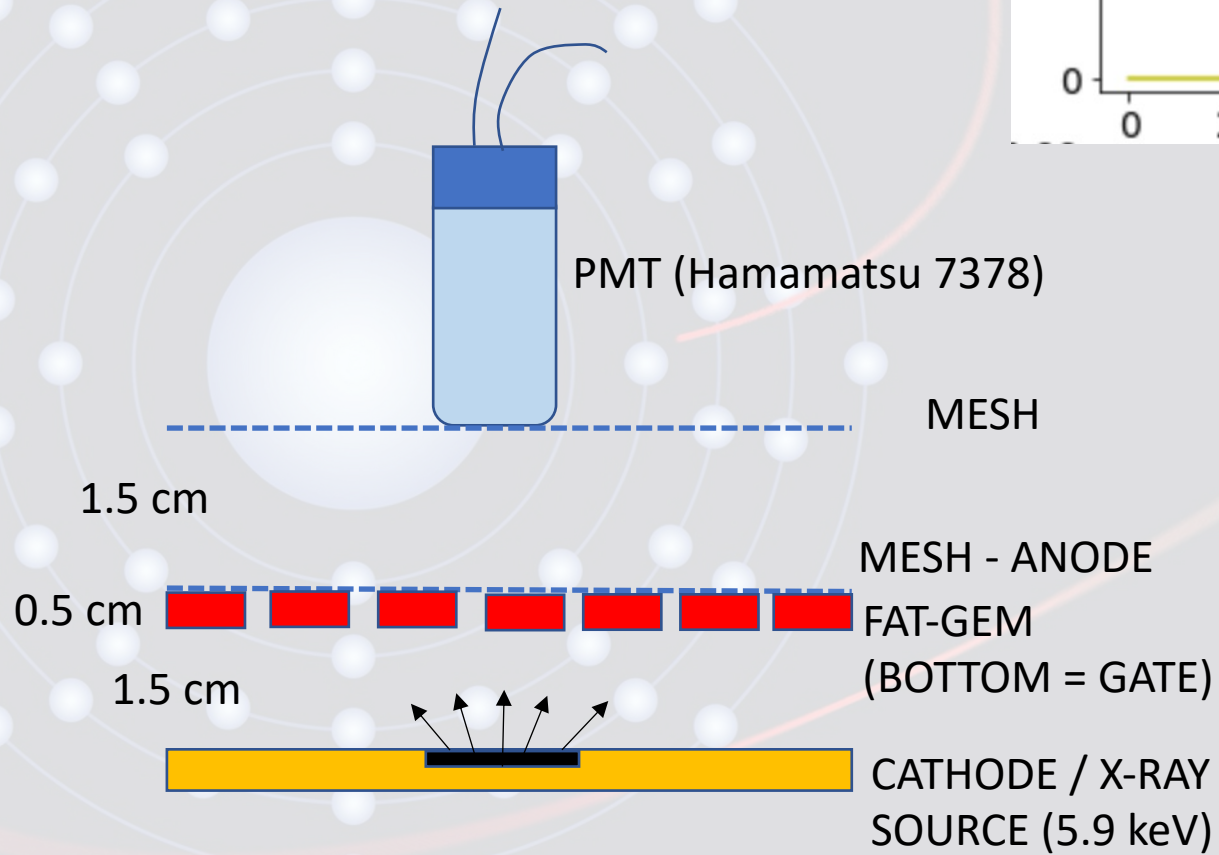 0
0
PMT (Hamamatsu 7378)
MESH
1.5 cm
MESH - ANODE
0.5 cm
FAT-GEM
(BOTTOM = GATE)
1.5 cm
CATHODE / X-RAY
SOURCE (5.9 keV)